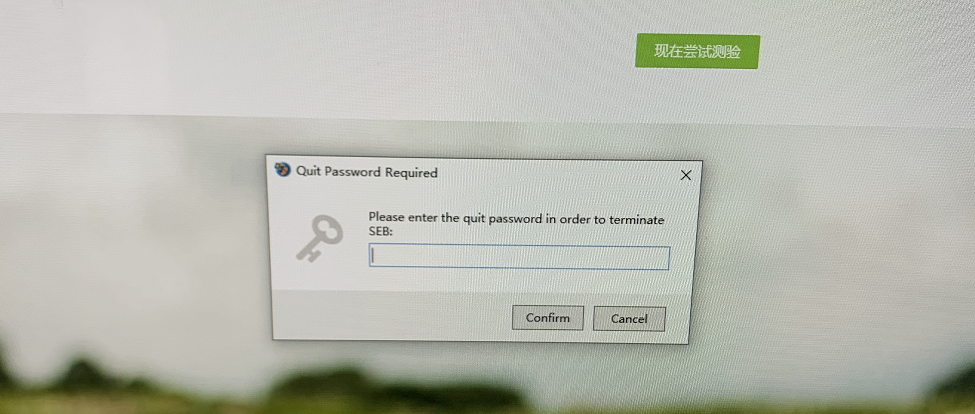 现在尝试测验
Quit Password Required
Please enter the quit password in order to terminate
SEB:
Confirm
Cancel